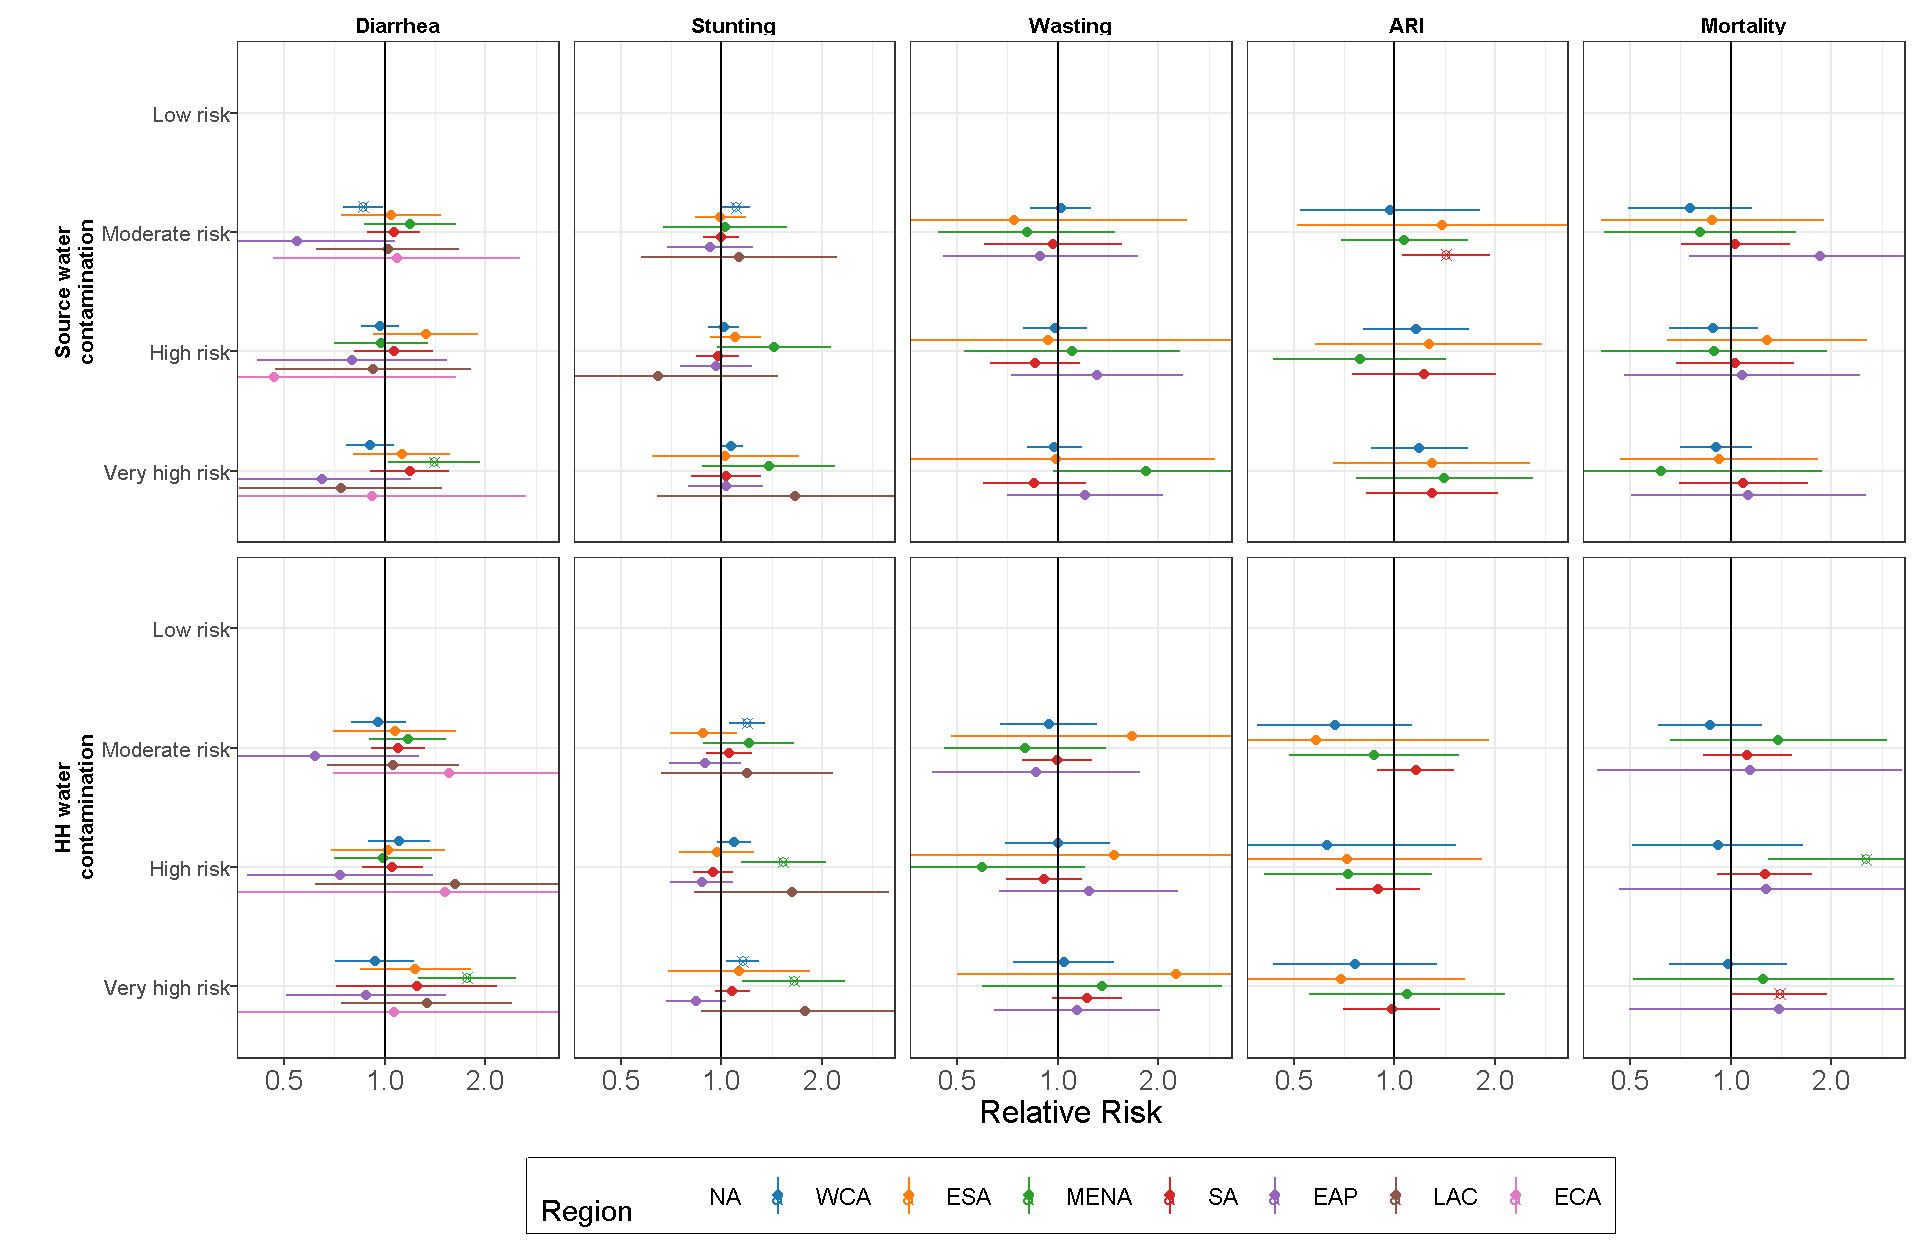 Diarrhea Stunting Wasting ARI Mortality
Source water
contamination
Low risk
Moderate risk
High risk
Very high risk
HH water
contamination
Low risk
Moderate risk
High risk
Very high risk
0.5 1.0 2.0 0.5 1.0 2.0 0.5 1.0 2.0 0.5 1.0 2.0 0.5 1.0 2.0
Relative Risk
Region NA WCA ESA MENA SA EAP LAC ECA